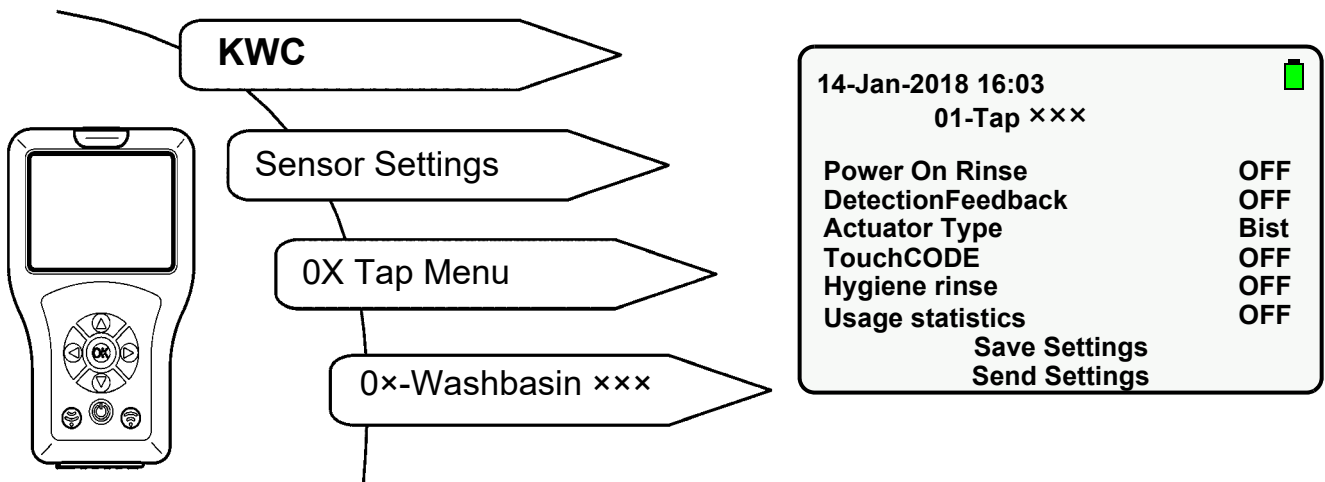 KWC
Sensor Settings
0X Tap Menu
0×-Washbasin ×××
OK
14-Jan-2018 16:03
01-Tap ×××
Power On Rinse OFF
DetectionFeedback OFF
Actuator Type Bist
TouchCODE OFF
Hygiene rinse OFF
Usage statistics OFF
Save Settings
Send Settings